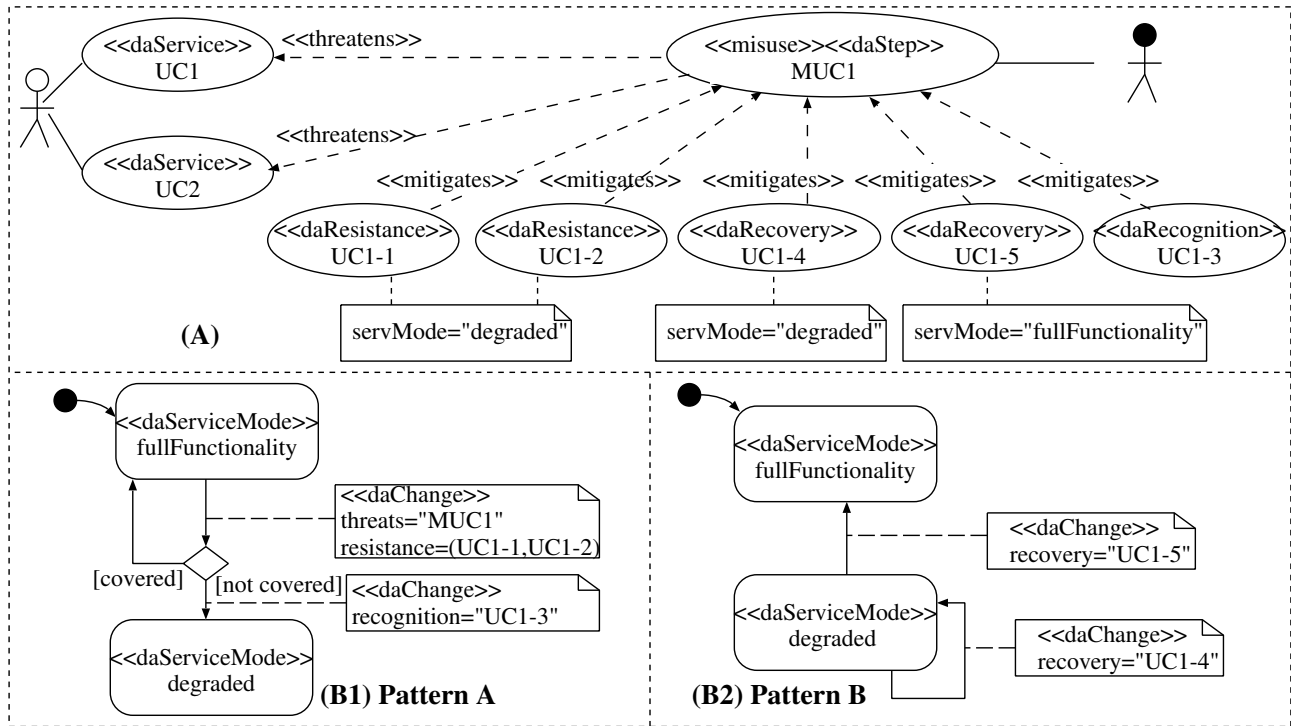 <<daService>>
UC1
<<threatens>>
<<misuse>><<daStep>>
MUC1
<<threatens>>
<<daService>>
UC2
<<mitigates>>
<<mitigates>>
<<mitigates>>
<<mitigates>>
<<mitigates>>
<<daResistance>>
UC1-1
<<daResistance>>
UC1-2
<<daRecovery>>
UC1-4
<<daRecovery>>
UC1-5
<<daRecognition>>
UC1-3
(A)
servMode="degraded"
servMode="degraded"
servMode="fullFunctionality"
<<daServiceMode>>
fullFunctionality
<<daChange>>
threats="MUC1"
resistance=(UC1-1,UC1-2)
[covered]
[not covered]
<<daChange>>
recognition="UC1-3"
<<daServiceMode>>
degraded
(B1) Pattern A
<<daServiceMode>>
fullFunctionality
<<daChange>>
recovery="UC1-5"
<<daServiceMode>>
degraded
<<daChange>>
recovery="UC1-4"
(B2) Pattern B